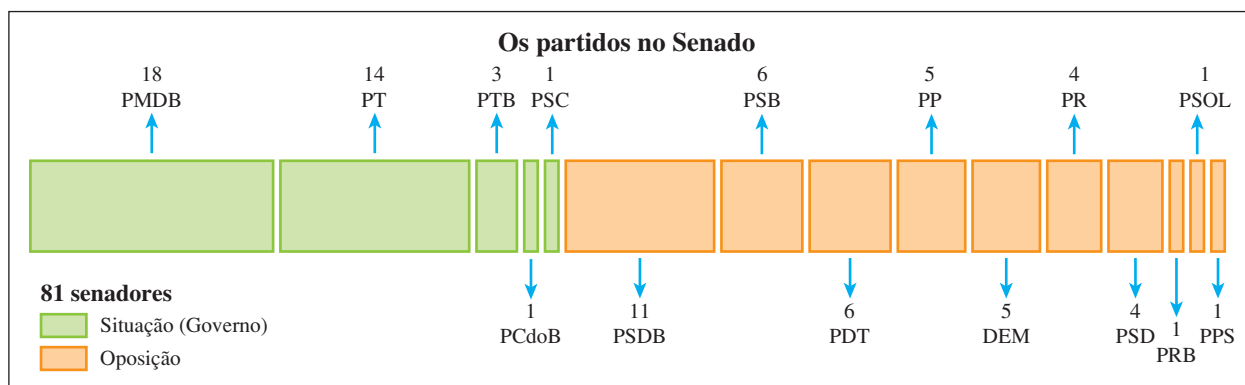 Os partidos no Senado
18
PMDB
14
PT
3
PTB
1
PSC
6
PSB
5
PP
4
PR
1
PSOL
1
PCdoB
11
PSDB
6
PDT
5
DEM
4
PSD
1
PRB
1
PPS
81 senadores
Situação (Governo)
Oposição